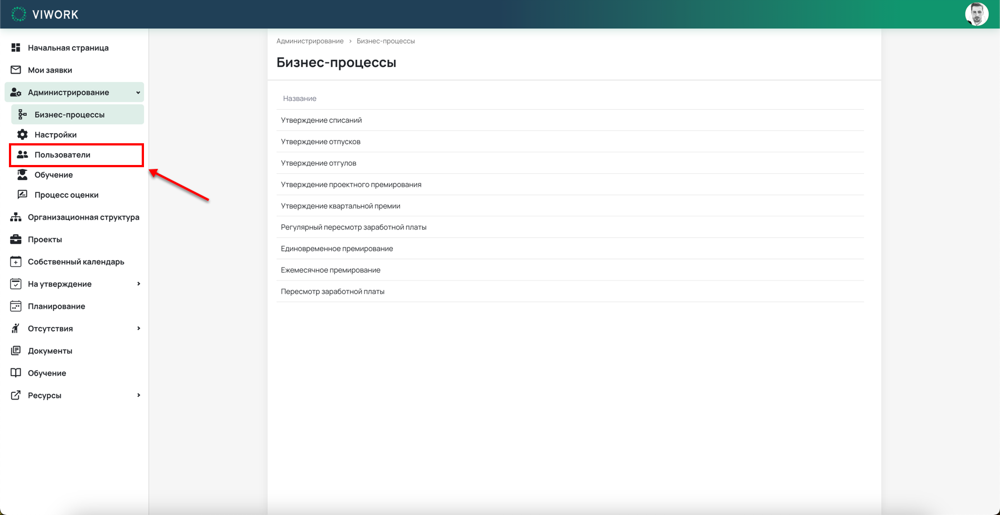 VIWORK
Начальная страница
Мои заявки
Администрирование
Бизнес-процессы
Настройки
Пользователи
Обучение
Процесс оценки
Организационная структура
Проекты
Собственный календарь
На утверждение
Планирование
Отсутствия
Документы
Обучение
Ресурсы
Администрирование › Бизнес-процессы
Бизнес-процессы
Название
Утверждение списаний
Утверждение отпусков
Утверждение отгулов
Утверждение проектного премирования
Утверждение квартальной премии
Регулярный пересмотр заработной платы
Единовременное премирование
Ежемесячное премирование
Пересмотр заработной платы